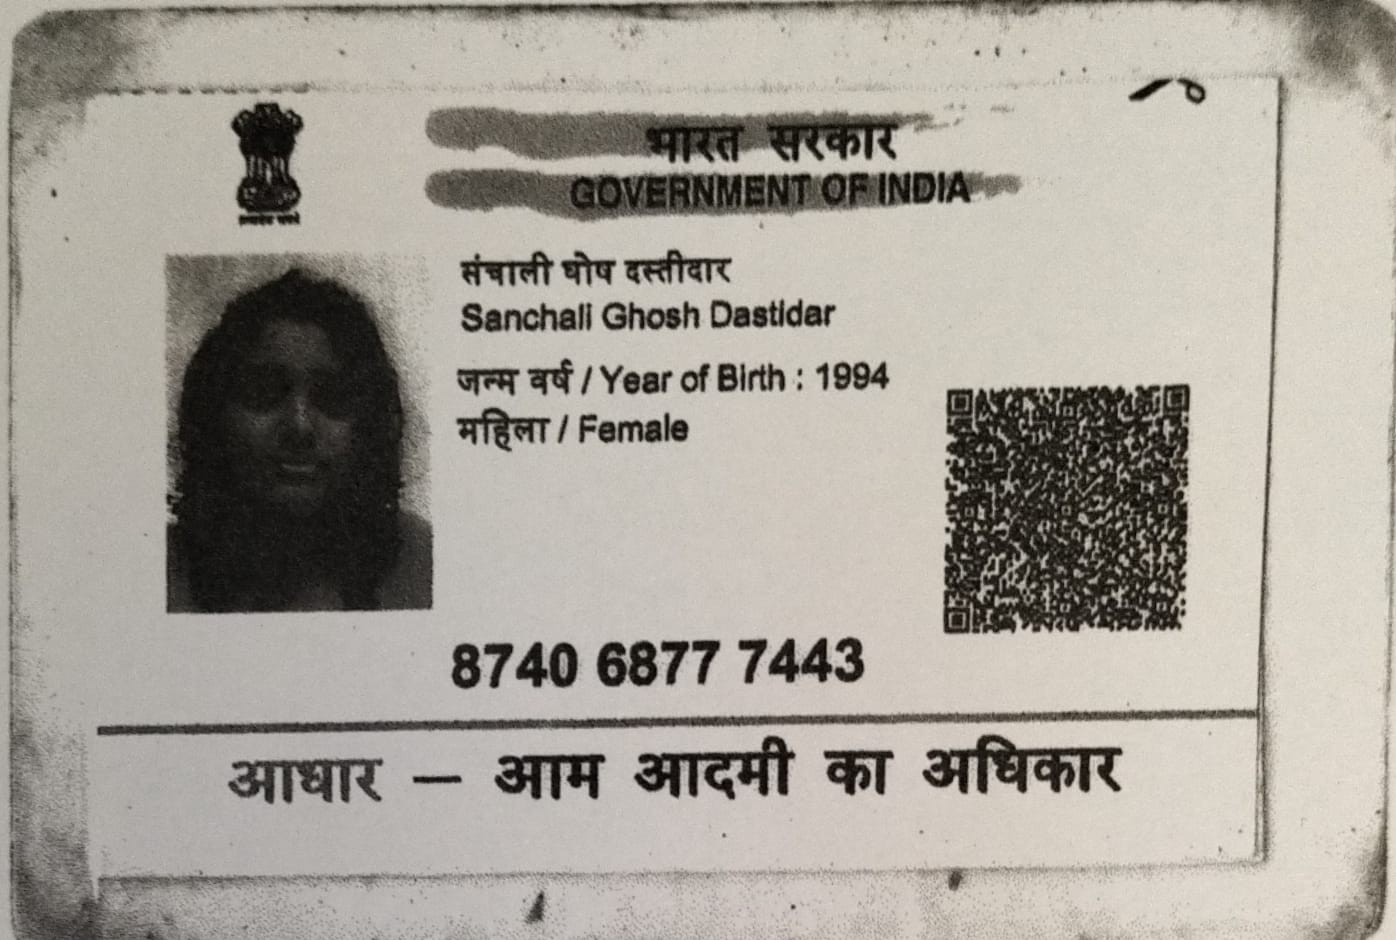 भारत सरकार
GOVERNMENT OF INDIA
संचाली घोष दस्तीदार
Sanchali Ghosh Dastidar
जन्म वर्ष / Year of Birth : 1994
महिला / Female
8740 6877 7443
आधार — आम आदमी का अधिकार